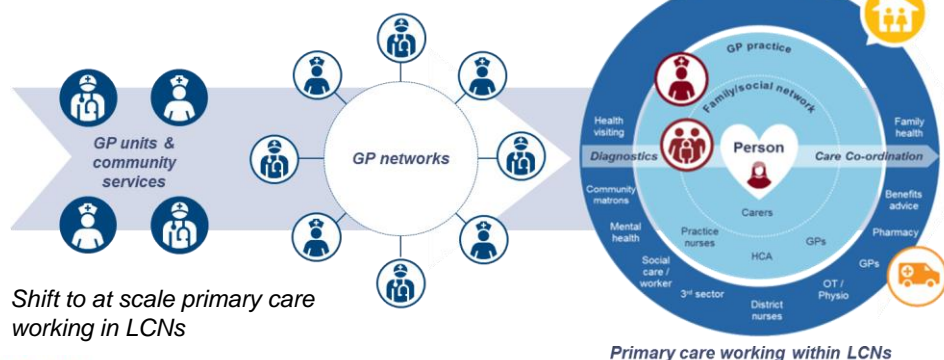 GP units &
community
services
GP networks
GP practice
Family/social network
Person
Carers
Practice
nurses
HCA
GPs
Health
visiting
Diagnostics
Community
matrons
Mental
health
Social
care /
worker
3rd sector
District
nurses
OT /
Physio
GPs
Pharmacy
Benefits
advice
Care Co-ordination
Family
health
Shift to at scale primary care
working in LCNs
Primary care working within LCNs